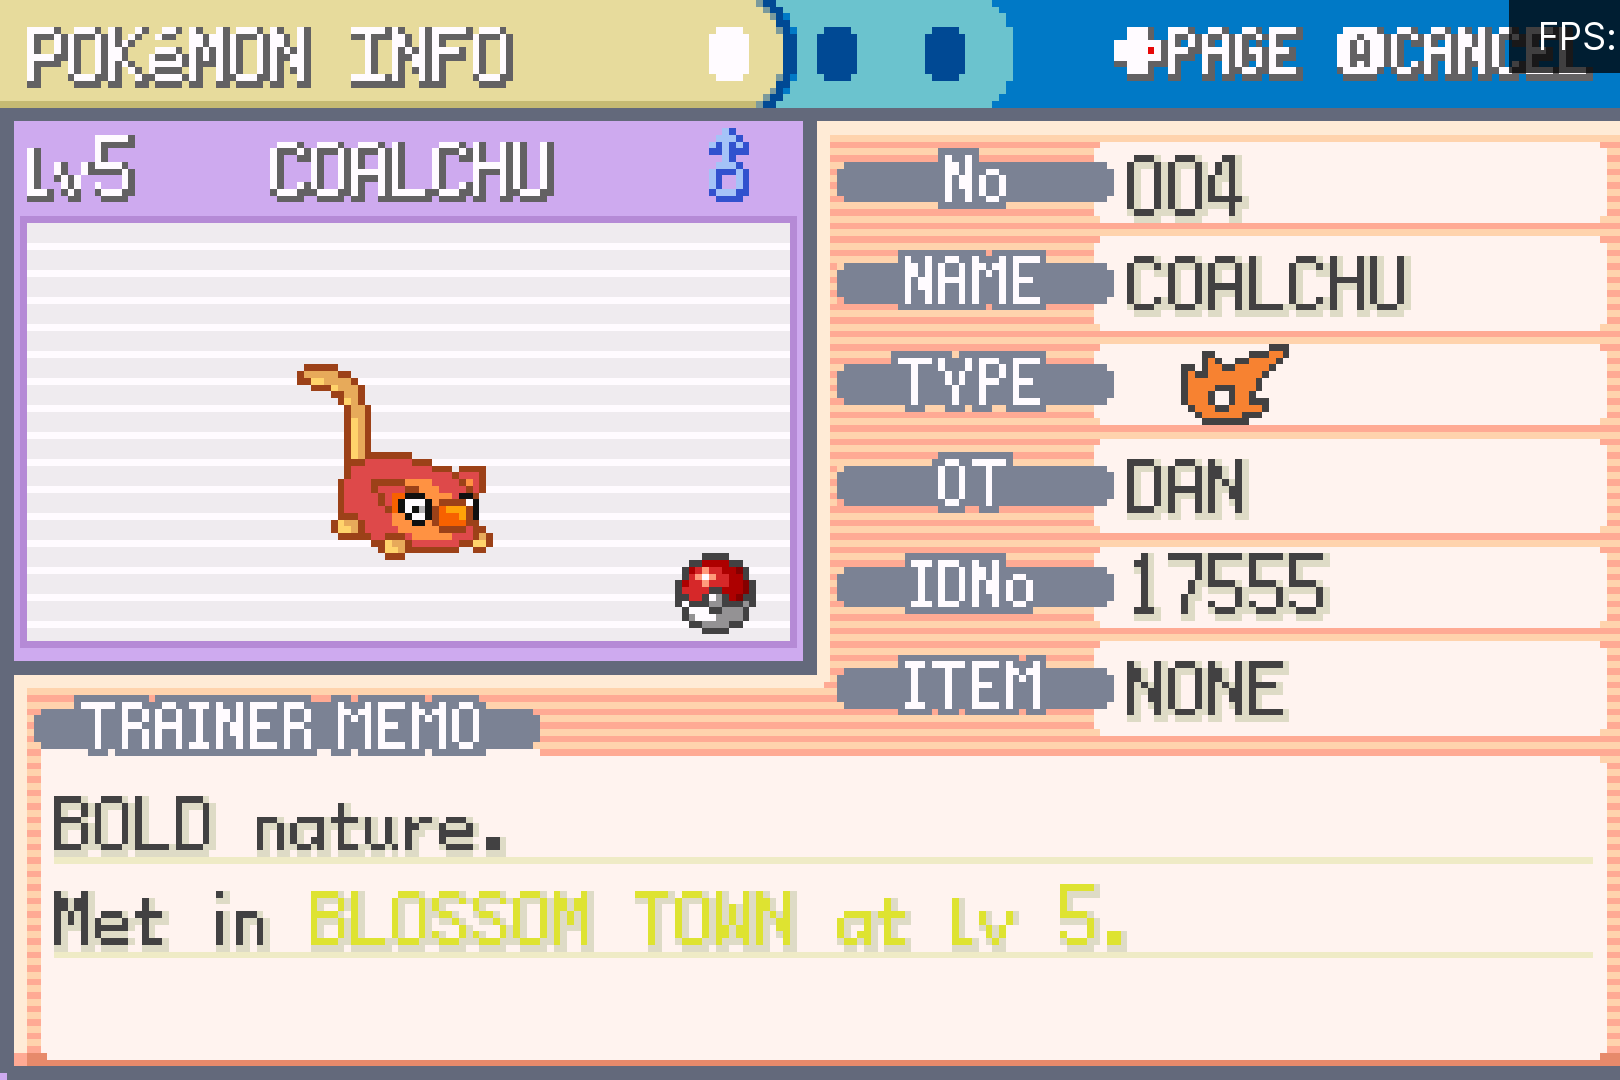 POKéMON INFO
PAGE A CANCEL
FPS:
Lv5 COALCHU ♂
No 004
NAME COALCHU
TYPE
OT DAN
IDNo 17555
ITEM NONE
TRAINER MEMO
BOLD nature.
Met in BLOSSOM TOWN at Lv 5.